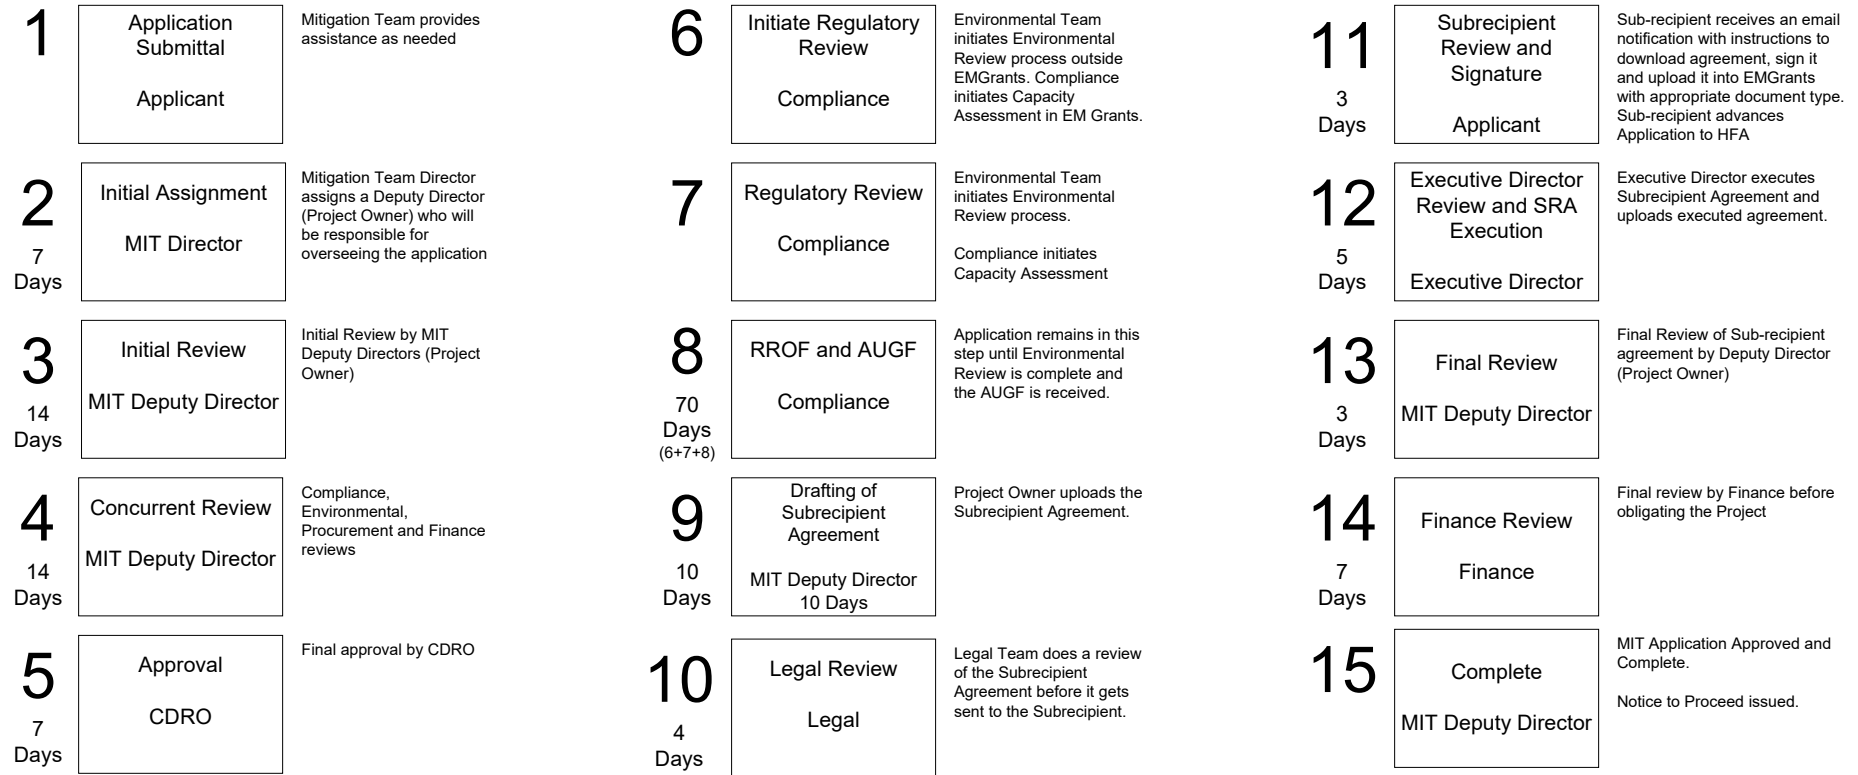 1
Application
Submittal
Applicant
Mitigation Team provides
assistance as needed
2
7
Days
Initial Assignment
MIT Director
Mitigation Team Director
assigns a Deputy Director
(Project Owner) who will
be responsible for
overseeing the application
3
14
Days
Initial Review
MIT Deputy Director
Initial Review by MIT
Deputy Directors (Project
Owner)
4
14
Days
Concurrent Review
MIT Deputy Director
Compliance,
Environmental,
Procurement and Finance
reviews
5
7
Days
Approval
CDRO
Final approval by CDRO
6
Initiate Regulatory
Review
Compliance
Environmental Team
initiates Environmental
Review process outside
EMGrants. Compliance
initiates Capacity
Assessment in EM Grants.
7
Regulatory Review
Compliance
Environmental Team
initiates Environmental
Review process.
Compliance initiates
Capacity Assessment
8
70
Days
(6+7+8)
RROF and AUGF
Compliance
Application remains in this
step until Environmental
Review is complete and
the AUGF is received.
9
10
Days
Drafting of
Subrecipient
Agreement
MIT Deputy Director
10 Days
Project Owner uploads the
Subrecipient Agreement.
10
4
Days
Legal Review
Legal
Legal Team does a review
of the Subrecipient
Agreement before it gets
sent to the Subrecipient.
11
3
Days
Subrecipient
Review and
Signature
Applicant
Sub-recipient receives an email
notification with instructions to
download agreement, sign it
and upload it into EMGrants
with appropriate document type.
Sub-recipient advances
Application to HFA
12
5
Days
Executive Director
Review and SRA
Execution
Executive Director
Executive Director executes
Subrecipient Agreement and
uploads executed agreement.
13
3
Days
Final Review
MIT Deputy Director
Final Review of Sub-recipient
agreement by Deputy Director
(Project Owner)
14
7
Days
Finance Review
Finance
Final review by Finance before
obligating the Project
15
Complete
MIT Deputy Director
MIT Application Approved and
Complete.
Notice to Proceed issued.